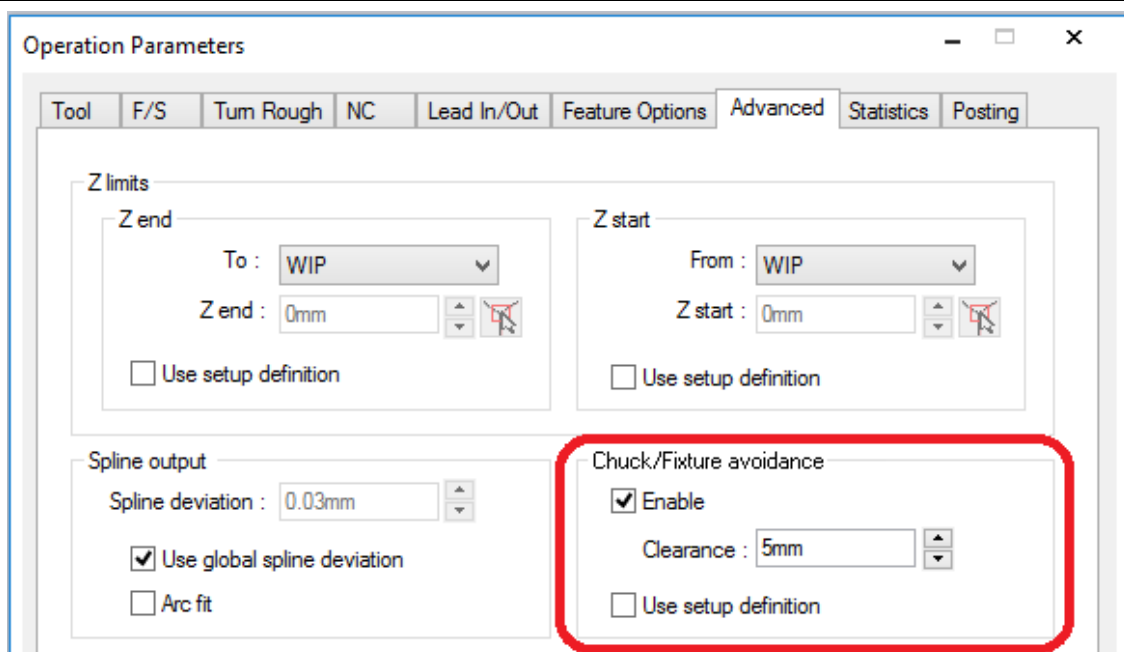 Operation Parameters
Tool F/S Turn Rough NC Lead In/Out Feature Options Advanced Statistics Posting
Z limits
Z end
To : WIP
Z end : 0mm
Use setup definition
Z start
From : WIP
Z start : 0mm
Use setup definition
Spline output
Spline deviation : 0.03mm
Use global spline deviation
Arc fit
Chuck/Fixture avoidance
Enable
Clearance : 5mm
Use setup definition